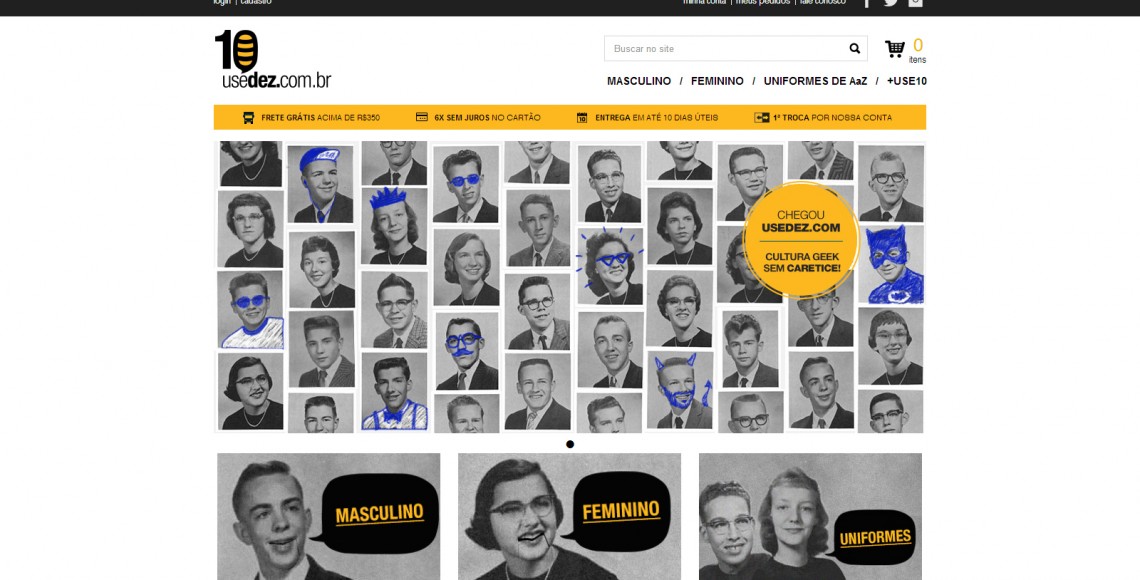 login | cadastro
minha conta | meus pedidos | fale conosco
10
usedez.com.br
Buscar no site
0
itens
MASCULINO / FEMININO / UNIFORMES DE AaZ / +USE10
FRETE GRÁTIS ACIMA DE R$350
6X SEM JUROS NO CARTÃO
10
ENTREGA EM ATÉ 10 DIAS ÚTEIS
1ª TROCA POR NOSSA CONTA
CHEGOU
USEDEZ.COM
CULTURA GEEK
SEM CARETICE!
MASCULINO
FEMININO
UNIFORMES